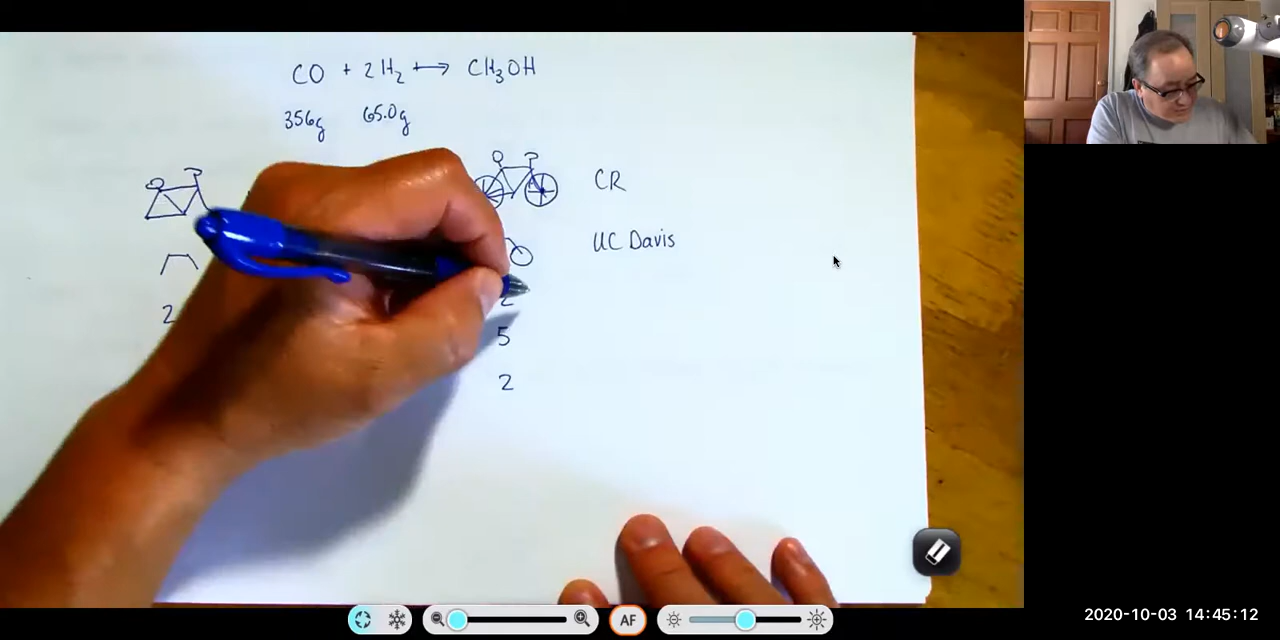 CO + 2H₂ ⟼ CH₃OH
356g 65.0g
CR
UC Davis
2 2
5
2
AF
2020-10-03 14:45:12